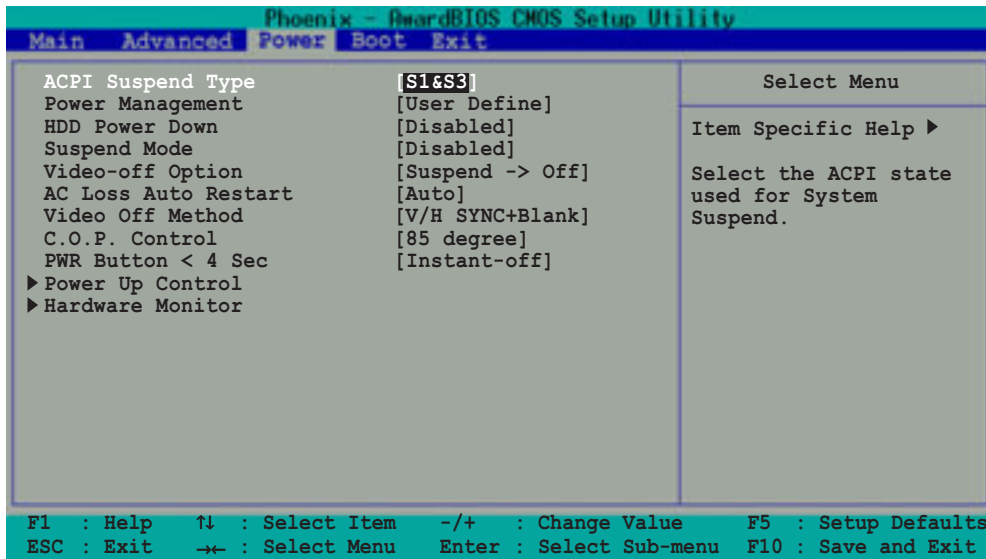 Phoenix - AwardBIOS CMOS Setup Utility
Main Advanced Power Boot Exit
ACPI Suspend Type [S1&S3]
Power Management [User Define]
HDD Power Down [Disabled]
Suspend Mode [Disabled]
Video-off Option [Suspend -> Off]
AC Loss Auto Restart [Auto]
Video Off Method [V/H SYNC+Blank]
C.O.P. Control [85 degree]
PWR Button < 4 Sec [Instant-off]
▶ Power Up Control
▶ Hardware Monitor
Select Menu
Item Specific Help ▶
Select the ACPI state
used for System
Suspend.
F1 : Help ↑↓ : Select Item -/+ : Change Value F5 : Setup Defaults
ESC : Exit →← : Select Menu Enter : Select Sub-menu F10 : Save and Exit